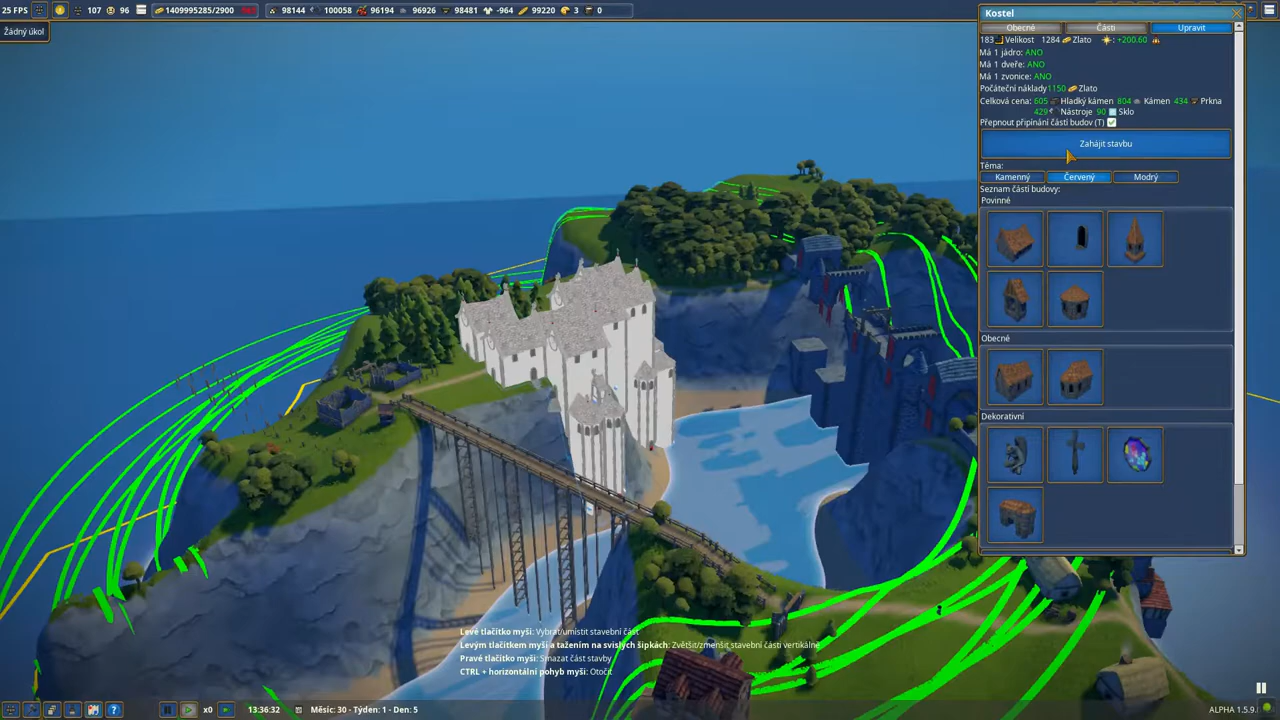 25 FPS 107 96 1409995285/2900 98144 100058 96194 96926 98481 -964 99220 3 0
Žádný úkol
Kostel
Obecné Části Upravit
183 Velikost 1284 Zlato : +200.60
Má 1 jádro: ANO
Má 1 dveře: ANO
Má 1 zvonice: ANO
Počáteční náklady 1150 Zlato
Celková cena: 605 Hladký kámen 804 Kámen 434 Prkna
429 Nástroje 90 Sklo
Přepnout připínání částí budov (T)
Zahájit stavbu
Téma:
Kamenný Červený Modrý
Seznam částí budovy:
Povinné
Obecné
Dekorativní
Levé tlačítko myši: Vybrat/umístit stavební část
Levým tlačítkem myši a tažením na svislých šipkách: Zvětšit/zmenšit stavební části vertikálně
Pravé tlačítko myši: Smazat část stavby
CTRL + horizontální pohyb myši: Otočit
x0 13:36:32 Měsíc: 30 - Týden: 1 - Den: 5
ALPHA 1.5.9.